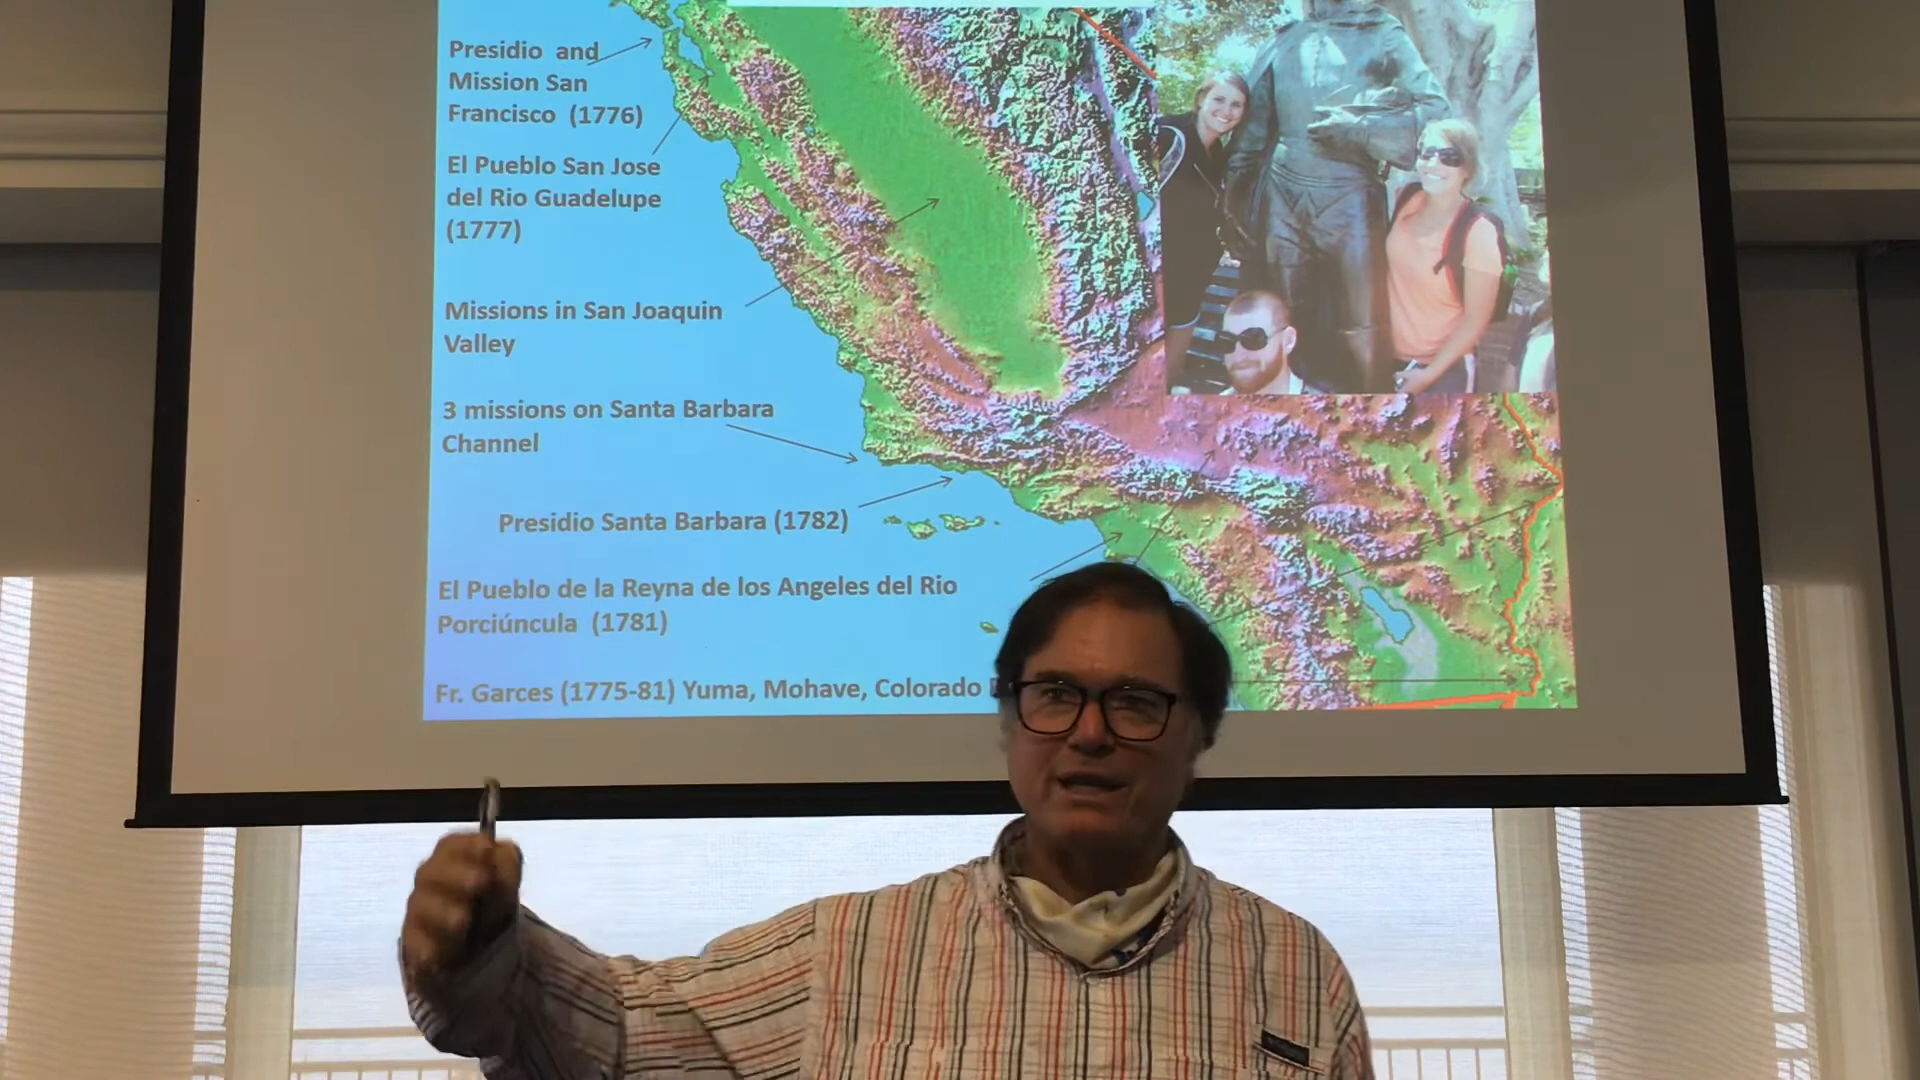 Presidio and
Mission San
Francisco (1776)
El Pueblo San Jose
del Rio Guadelupe
(1777)
Missions in San Joaquin
Valley
3 missions on Santa Barbara
Channel
Presidio Santa Barbara (1782)
El Pueblo de la Reyna de los Angeles del Rio
Porciúncula (1781)
Fr. Garces (1775-81) Yuma, Mohave, Colorado